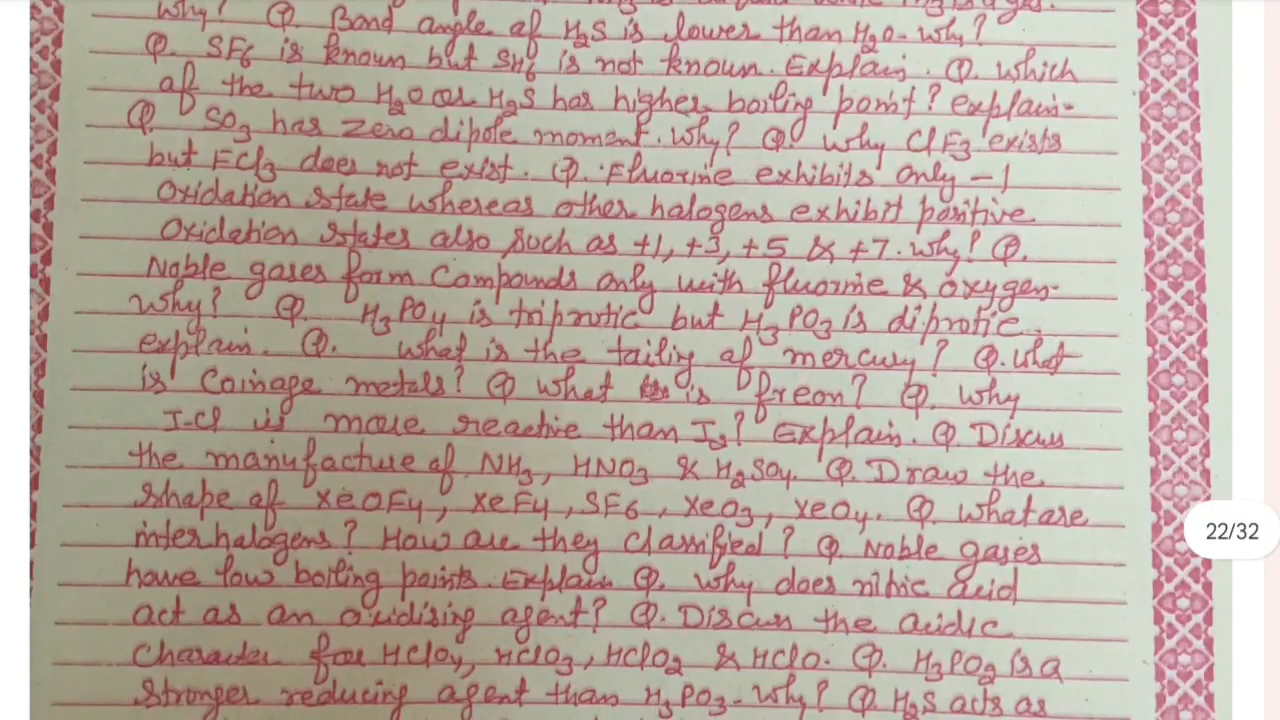 why? Q. Bond angle of H2S is lower than H2O. why?
Q. SF6 is known but SH6 is not known. Explain. Q. which
of the two H2O or H2S has higher boiling point? explain.
Q. SO3 has zero dipole moment. Why? Q. Why ClF3 exists
but FCl3 does not exist. Q. Fluorine exhibits only -1
Oxidation state whereas other halogens exhibit positive
Oxidation states also such as +1, +3, +5 & +7. why? Q.
Noble gases form Compounds only with fluorine & oxygen.
why? Q. H3PO4 is triprotic but H3PO3 is diprotic.
explain. Q. what is the tailing of mercury? Q. what
is Coinage metals? Q what is freon? Q. why
I-Cl is more reactive than I2? Explain. Q. Discuss
the manufacture of NH3, HNO3 & H2SO4. Q. Draw the
shape of XeOF4, XeF4, SF6, XeO3, XeO4. Q. what are
inter halogens? How are they classified? Q. Noble gases
have low boiling points. Explain Q. why does nitric acid
act as an oxidising agent? Q. Discuss the acidic
character for HClO4, HClO3, HClO2 & HClO. Q. H3PO2 is a
stronger reducing agent than H3PO3. why? Q. H2S acts as
22/32